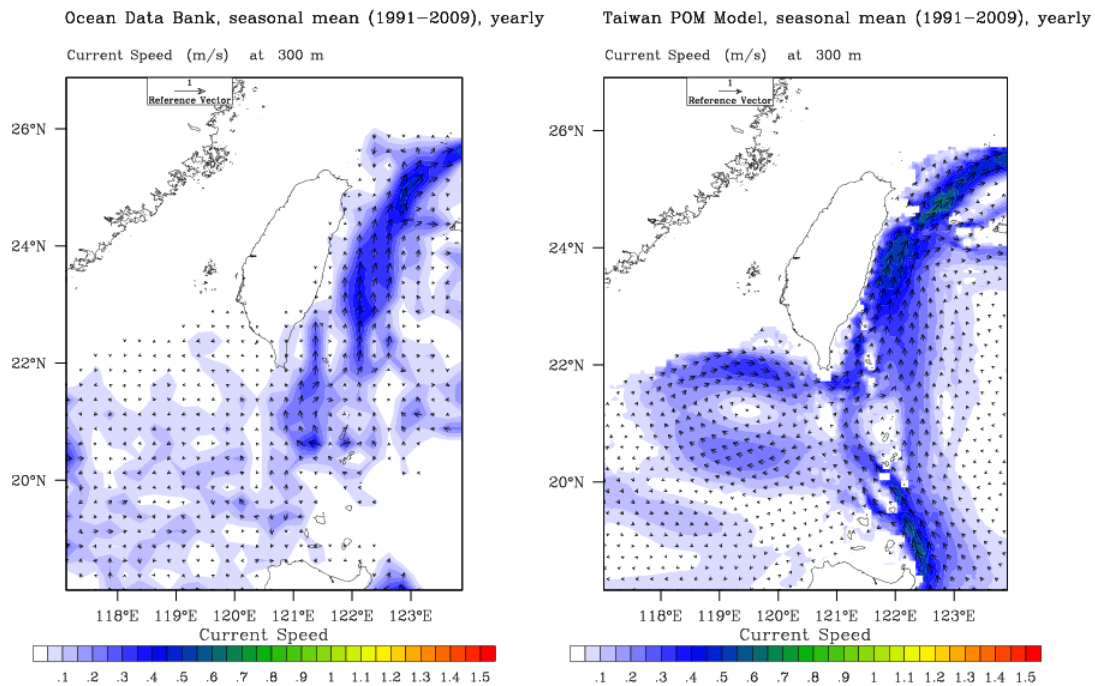 Ocean Data Bank, seasonal mean (1991-2009), yearly
Current Speed (m/s) at 300 m
1
Reference Vector
26°N
24°N
22°N
20°N
118°E 119°E 120°E 121°E 122°E 123°E
Current Speed
.1 .2 .3 .4 .5 .6 .7 .8 .9 1 1.1 1.2 1.3 1.4 1.5
Taiwan POM Model, seasonal mean (1991-2009), yearly
Current Speed (m/s) at 300 m
1
Reference Vector
26°N
24°N
22°N
20°N
118°E 119°E 120°E 121°E 122°E 123°E
Current Speed
.1 .2 .3 .4 .5 .6 .7 .8 .9 1 1.1 1.2 1.3 1.4 1.5